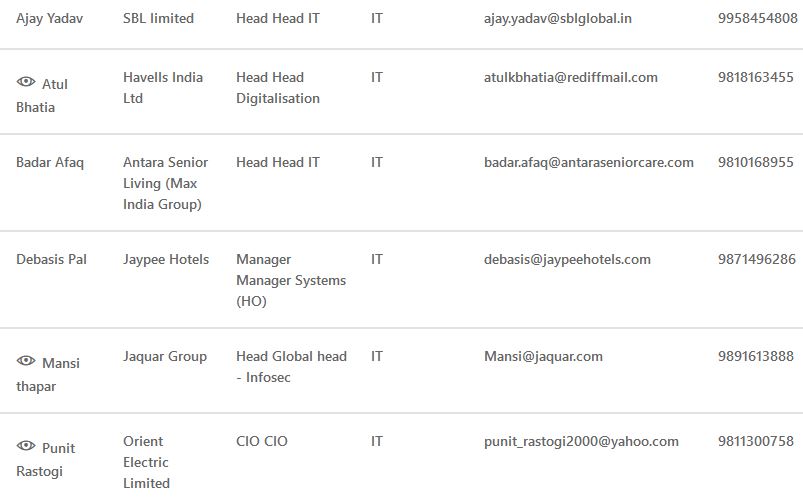 Ajay Yadav SBL limited Head Head IT IT ajay.yadav@sblglobal.in 9958454808
Atul Havells India Head Head IT atulkbhatia@rediffmail.com 9818163455
Bhatia Ltd Digitalisation
Badar Afaq Antara Senior Head Head IT IT badar.afaq@antaraseniorcare.com 9810168955
Living (Max
India Group)
Debasis Pal Jaypee Hotels Manager IT debasis@jaypeehotels.com 9871496286
Manager Systems
(HO)
Mansi Jaquar Group Head Global head IT Mansi@jaquar.com 9891613888
thapar - Infosec
Punit Orient CIO CIO IT punit_rastogi2000@yahoo.com 9811300758
Rastogi Electric
Limited